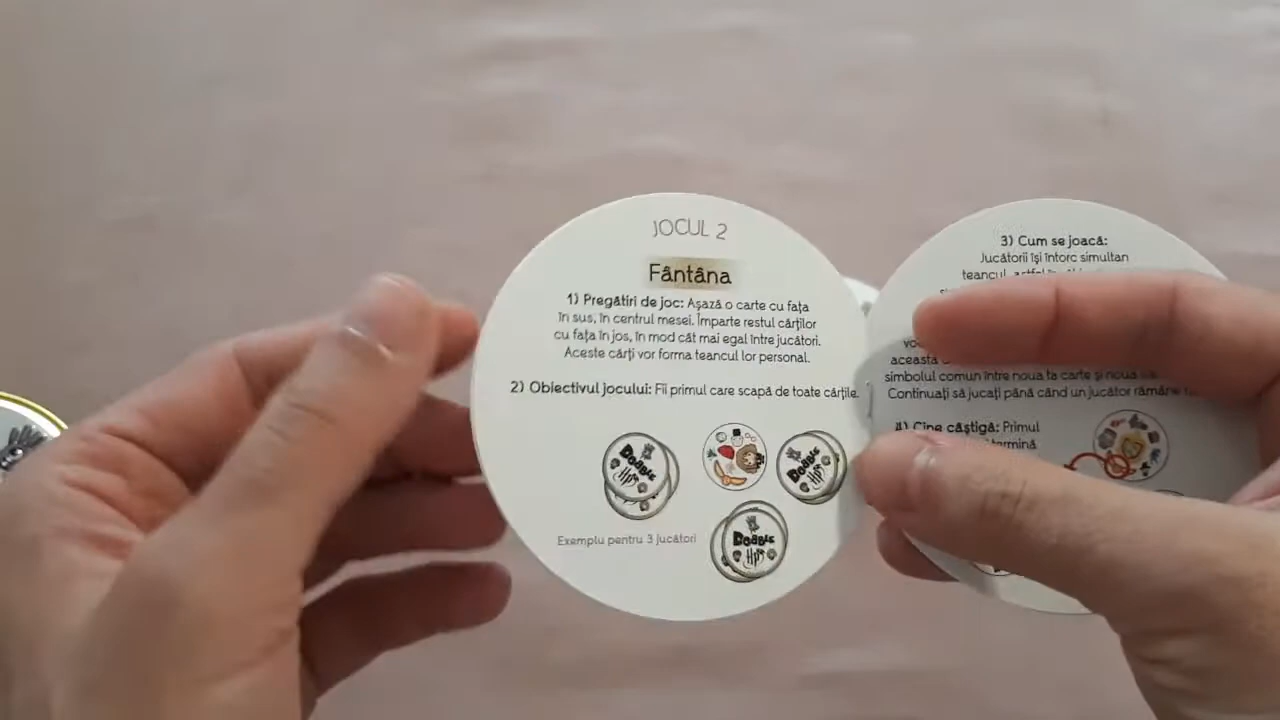 JOCUL 2
Fântâna
1) Pregătiri de joc: Așază o carte cu fața
în sus, în centrul mesei. Împarte restul cărților
cu fața în jos, în mod cât mai egal între jucători.
Aceste cărți vor forma teancul lor personal.
2) Obiectivul jocului: Fii primul care scapă de toate cărțile.
DOBBLE
DOBBLE
DOBBLE
Exemplu pentru 3 jucători
3) Cum se joacă:
Jucătorii își întorc simultan
teancul, astfel
aceasta
simbolul comun între noua ta carte și noua
Continuați să jucați până când un jucător rămâne
4) Cine câștigă: Primul
termină